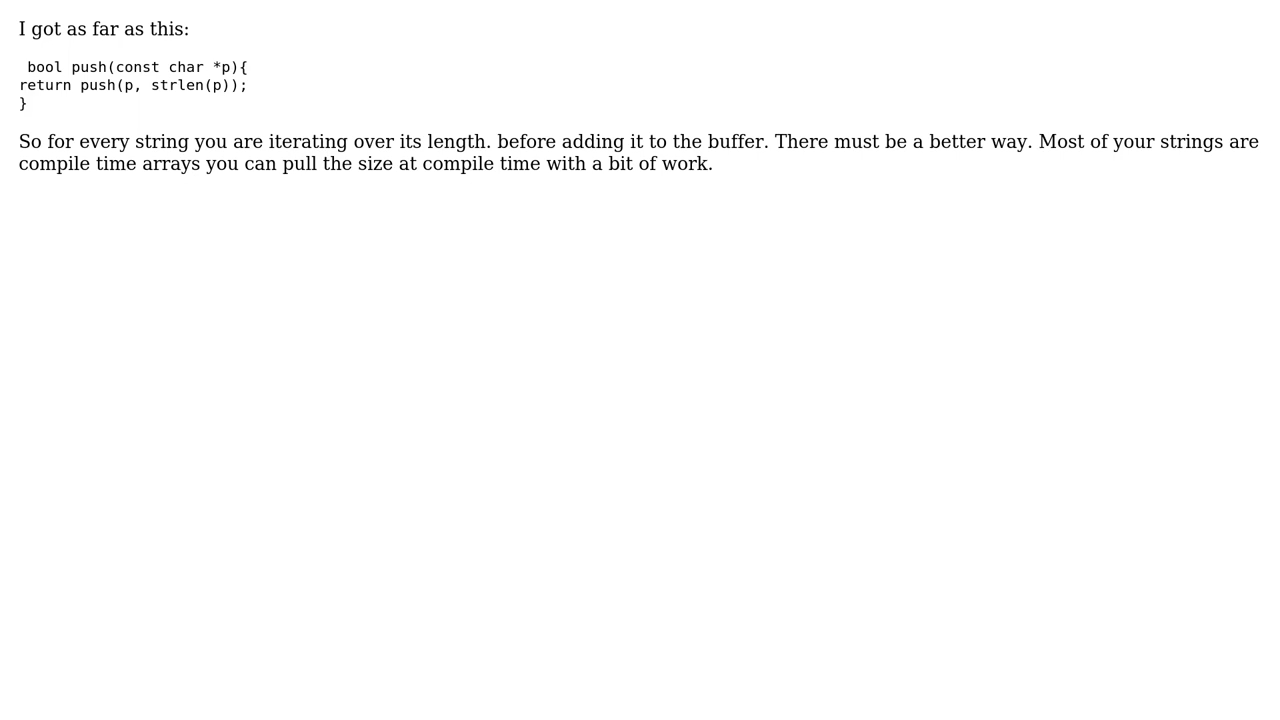 I got as far as this:
bool push(const char *p){
return push(p, strlen(p));
}
So for every string you are iterating over its length. before adding it to the buffer. There must be a better way. Most of your strings are
compile time arrays you can pull the size at compile time with a bit of work.